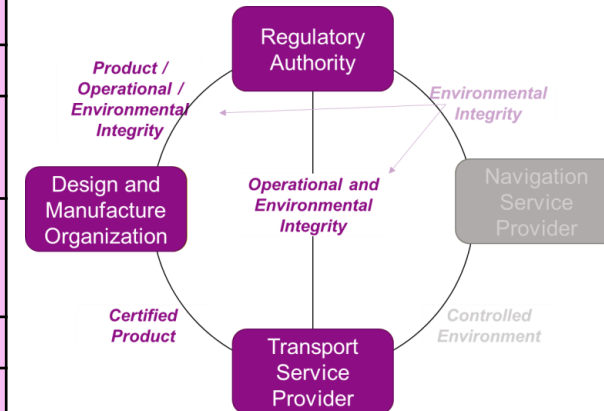 Regulatory
Authority
Product /
Operational /
Environmental
Integrity
Environmental
Integrity
Design and
Manufacture
Organization
Operational and
Environmental
Integrity
Navigation
Service
Provider
Certified
Product
Controlled
Environment
Transport
Service
Provider